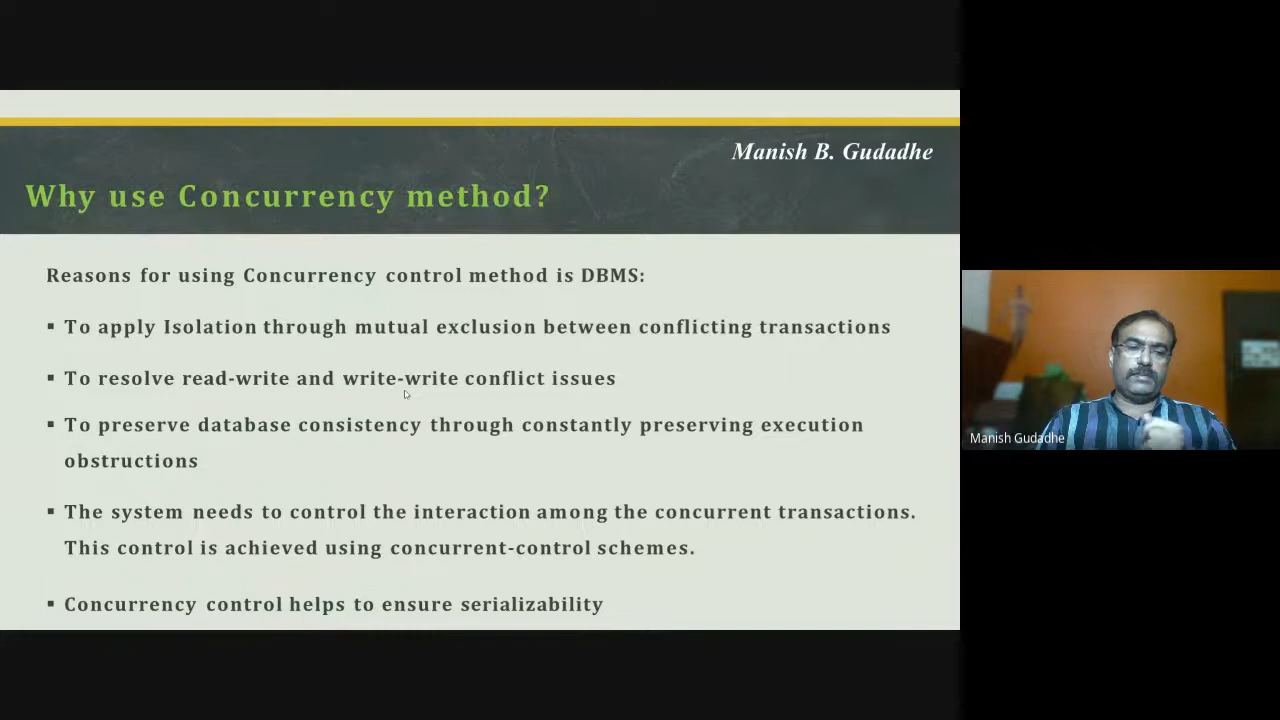 Manish B. Gudadhe
Why use Concurrency method?
Reasons for using Concurrency control method is DBMS:
▪ To apply Isolation through mutual exclusion between conflicting transactions
▪ To resolve read-write and write-write conflict issues
▪ To preserve database consistency through constantly preserving execution
obstructions
▪ The system needs to control the interaction among the concurrent transactions.
This control is achieved using concurrent-control schemes.
▪ Concurrency control helps to ensure serializability
Manish Gudadhe